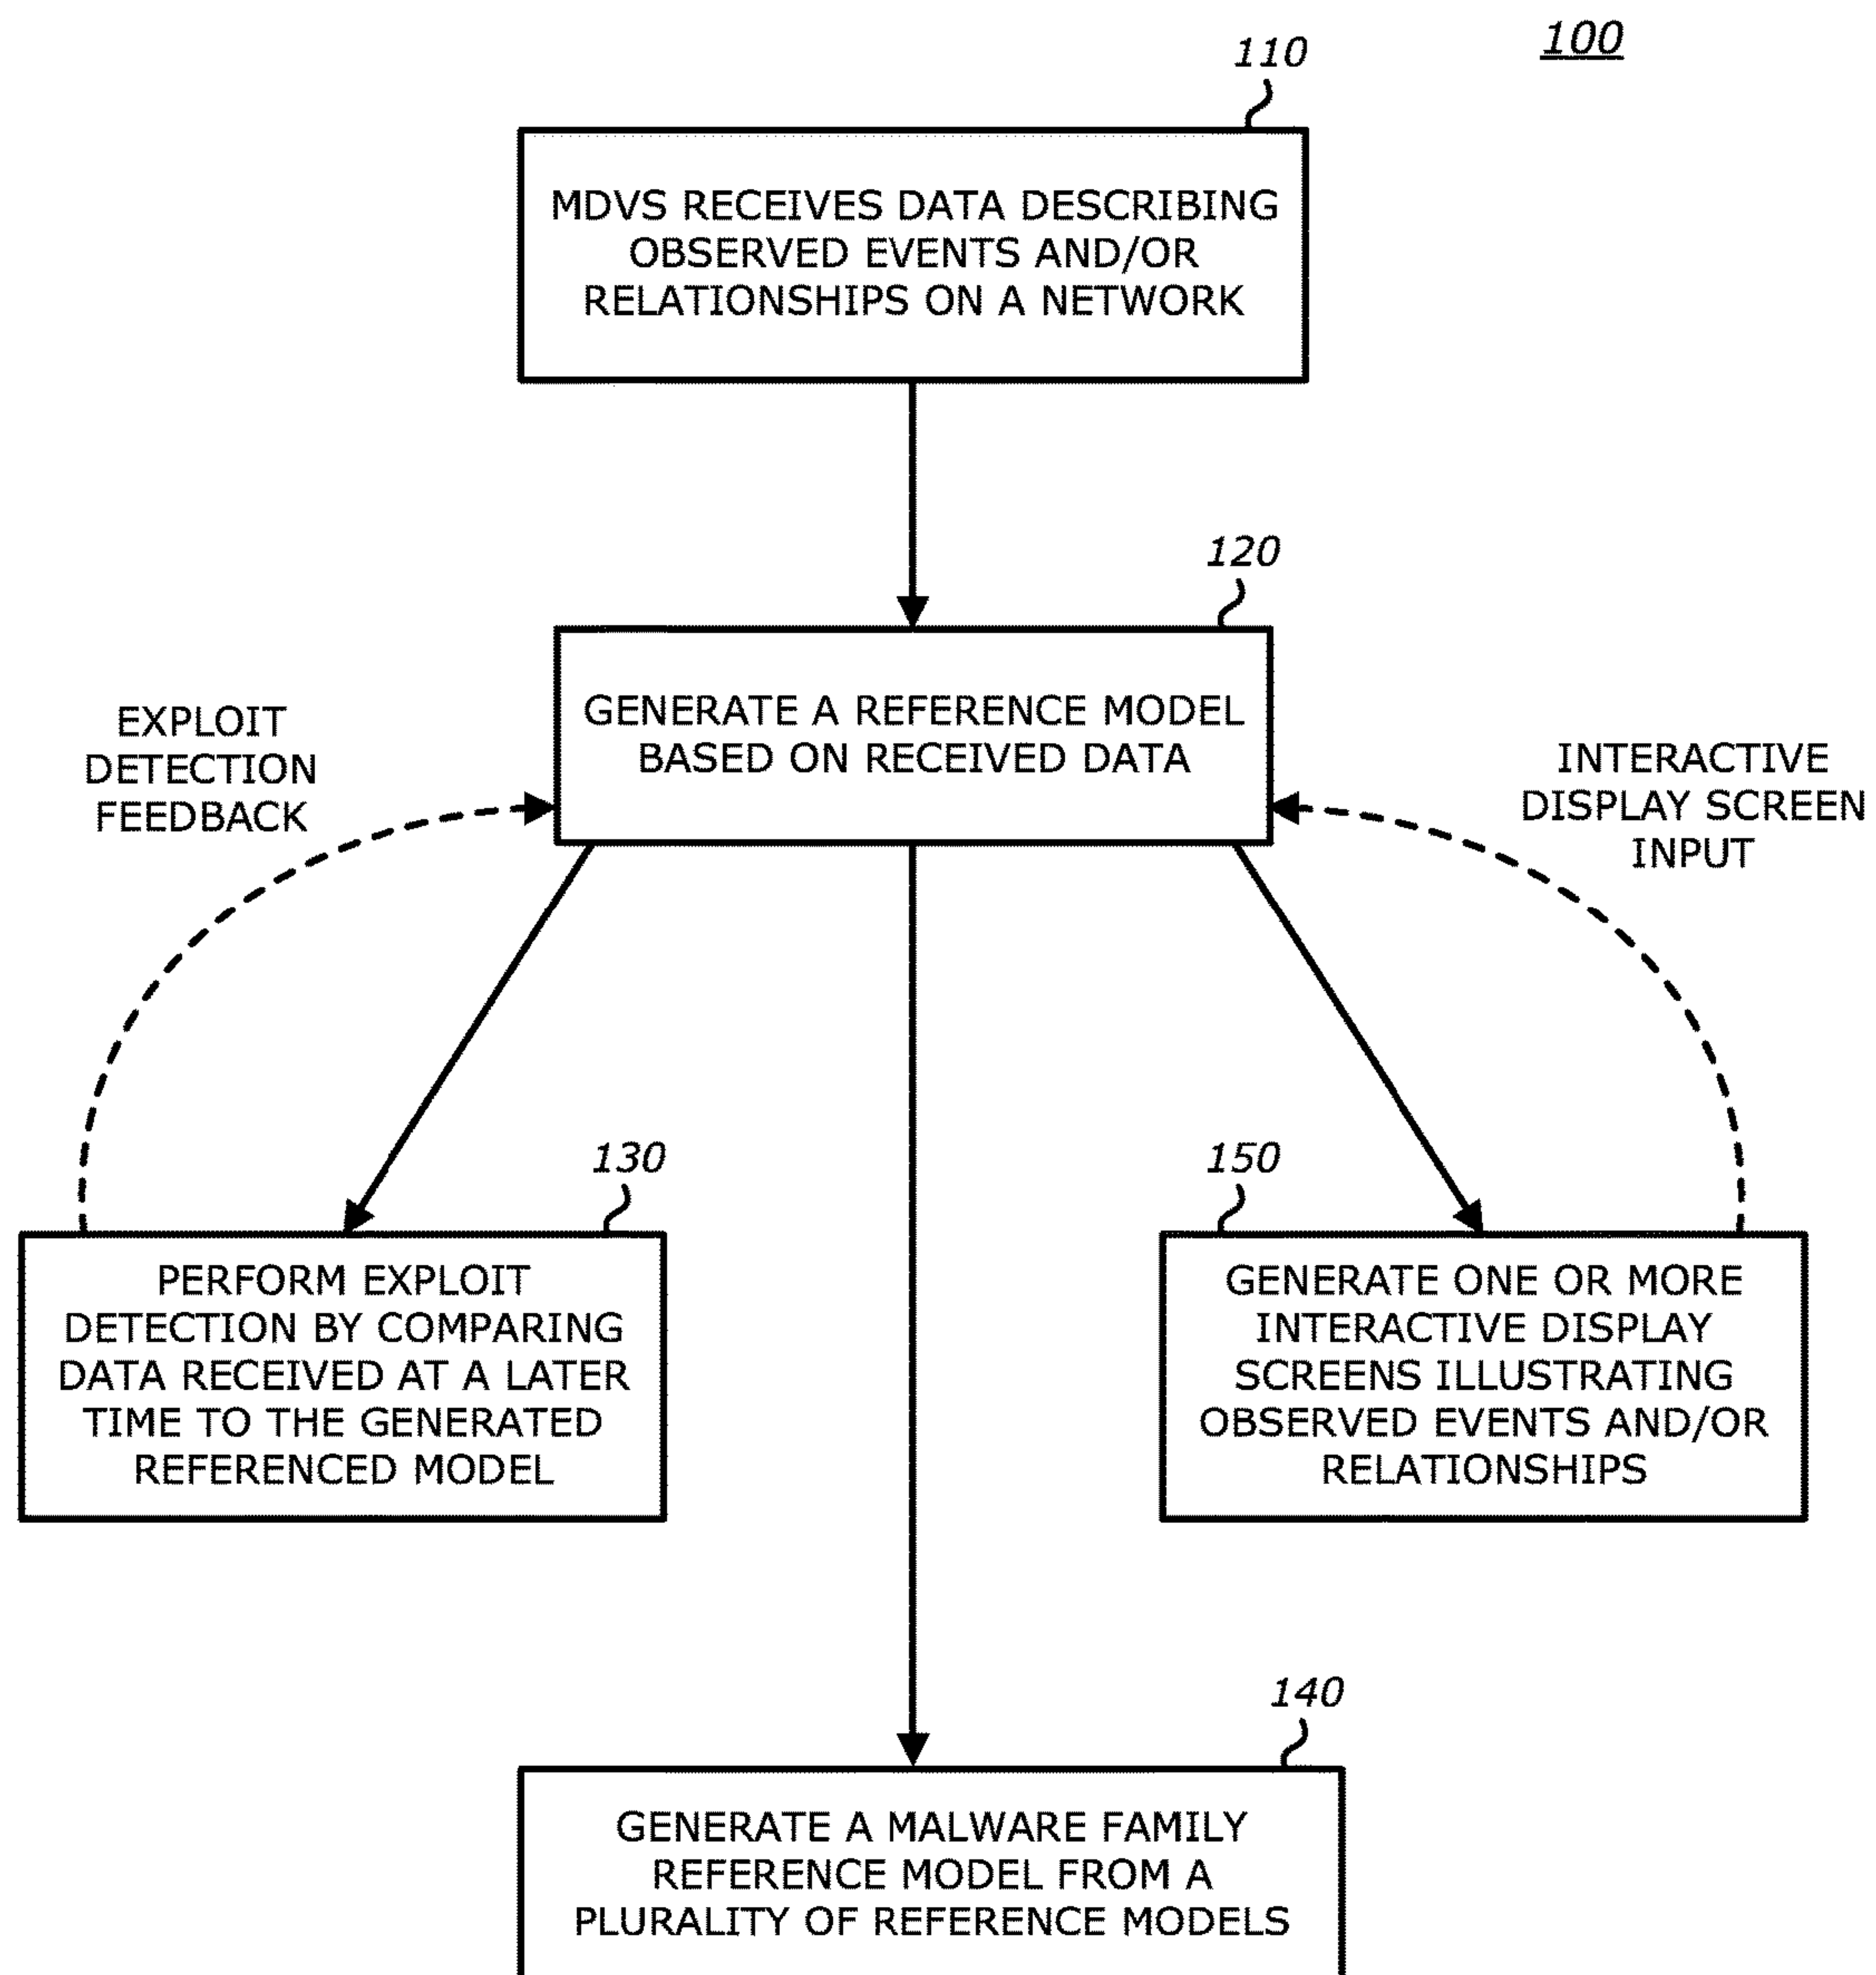 100
110
MDVS RECEIVES DATA DESCRIBING
OBSERVED EVENTS AND/OR
RELATIONSHIPS ON A NETWORK
120
GENERATE A REFERENCE MODEL
BASED ON RECEIVED DATA
EXPLOIT
DETECTION
FEEDBACK
INTERACTIVE
DISPLAY SCREEN
INPUT
130
PERFORM EXPLOIT
DETECTION BY COMPARING
DATA RECEIVED AT A LATER
TIME TO THE GENERATED
REFERENCED MODEL
150
GENERATE ONE OR MORE
INTERACTIVE DISPLAY
SCREENS ILLUSTRATING
OBSERVED EVENTS AND/OR
RELATIONSHIPS
140
GENERATE A MALWARE FAMILY
REFERENCE MODEL FROM A
PLURALITY OF REFERENCE MODELS